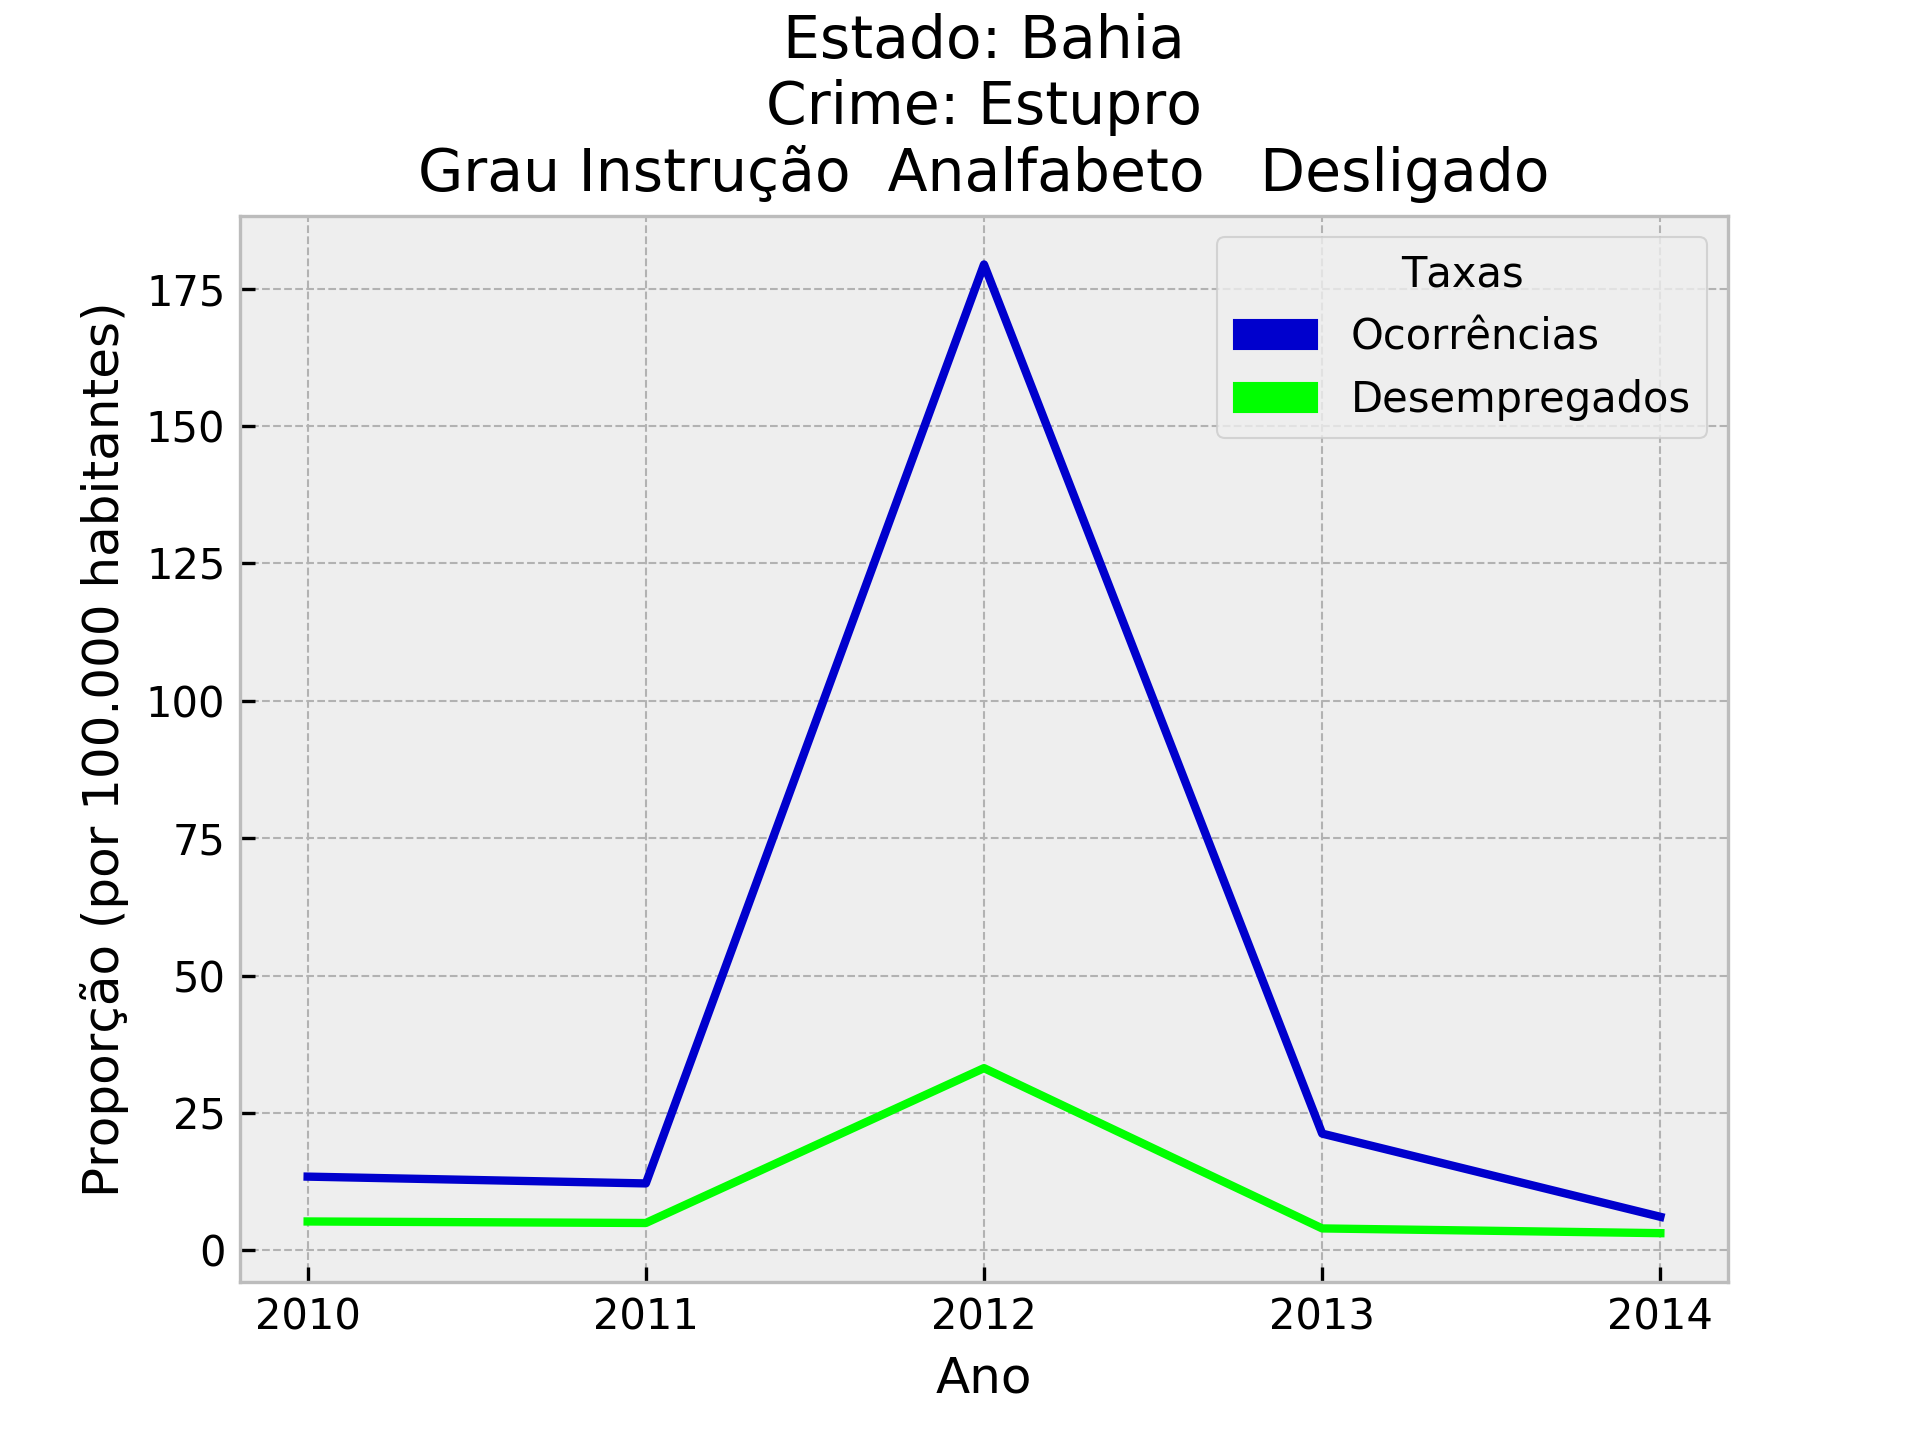 Estado: Bahia
Crime: Estupro
Grau Instrução  Analfabeto   Desligado
Taxas
Ocorrências
Desempregados
Proporção (por 100.000 habitantes)
175
150
125
100
75
50
25
0
2010 2011 2012 2013 2014
Ano